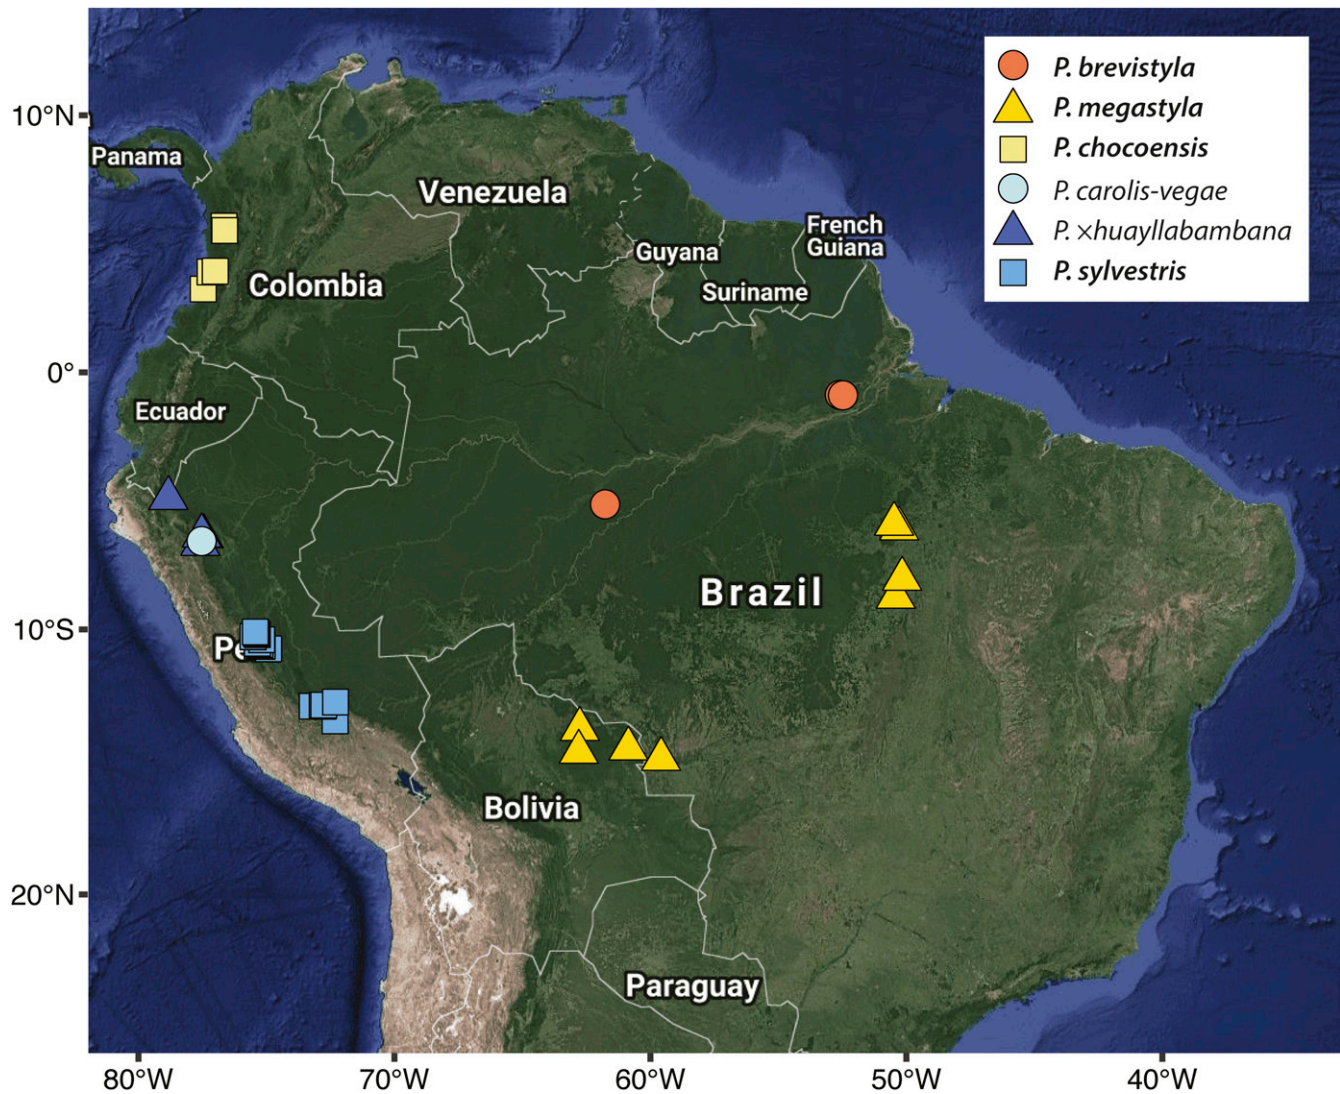 P. brevistyla
P. megastyla
P. chocoensis
P. carolis-vegae
P. ×huayllabambana
P. sylvestris
10°N
Panama
Venezuela
French
Guiana
Guyana
Colombia
Suriname
0°
Ecuador
Brazil
10°S
Bolivia
20°N
Paraguay
80°W
70°W
60°W
50°W
40°W